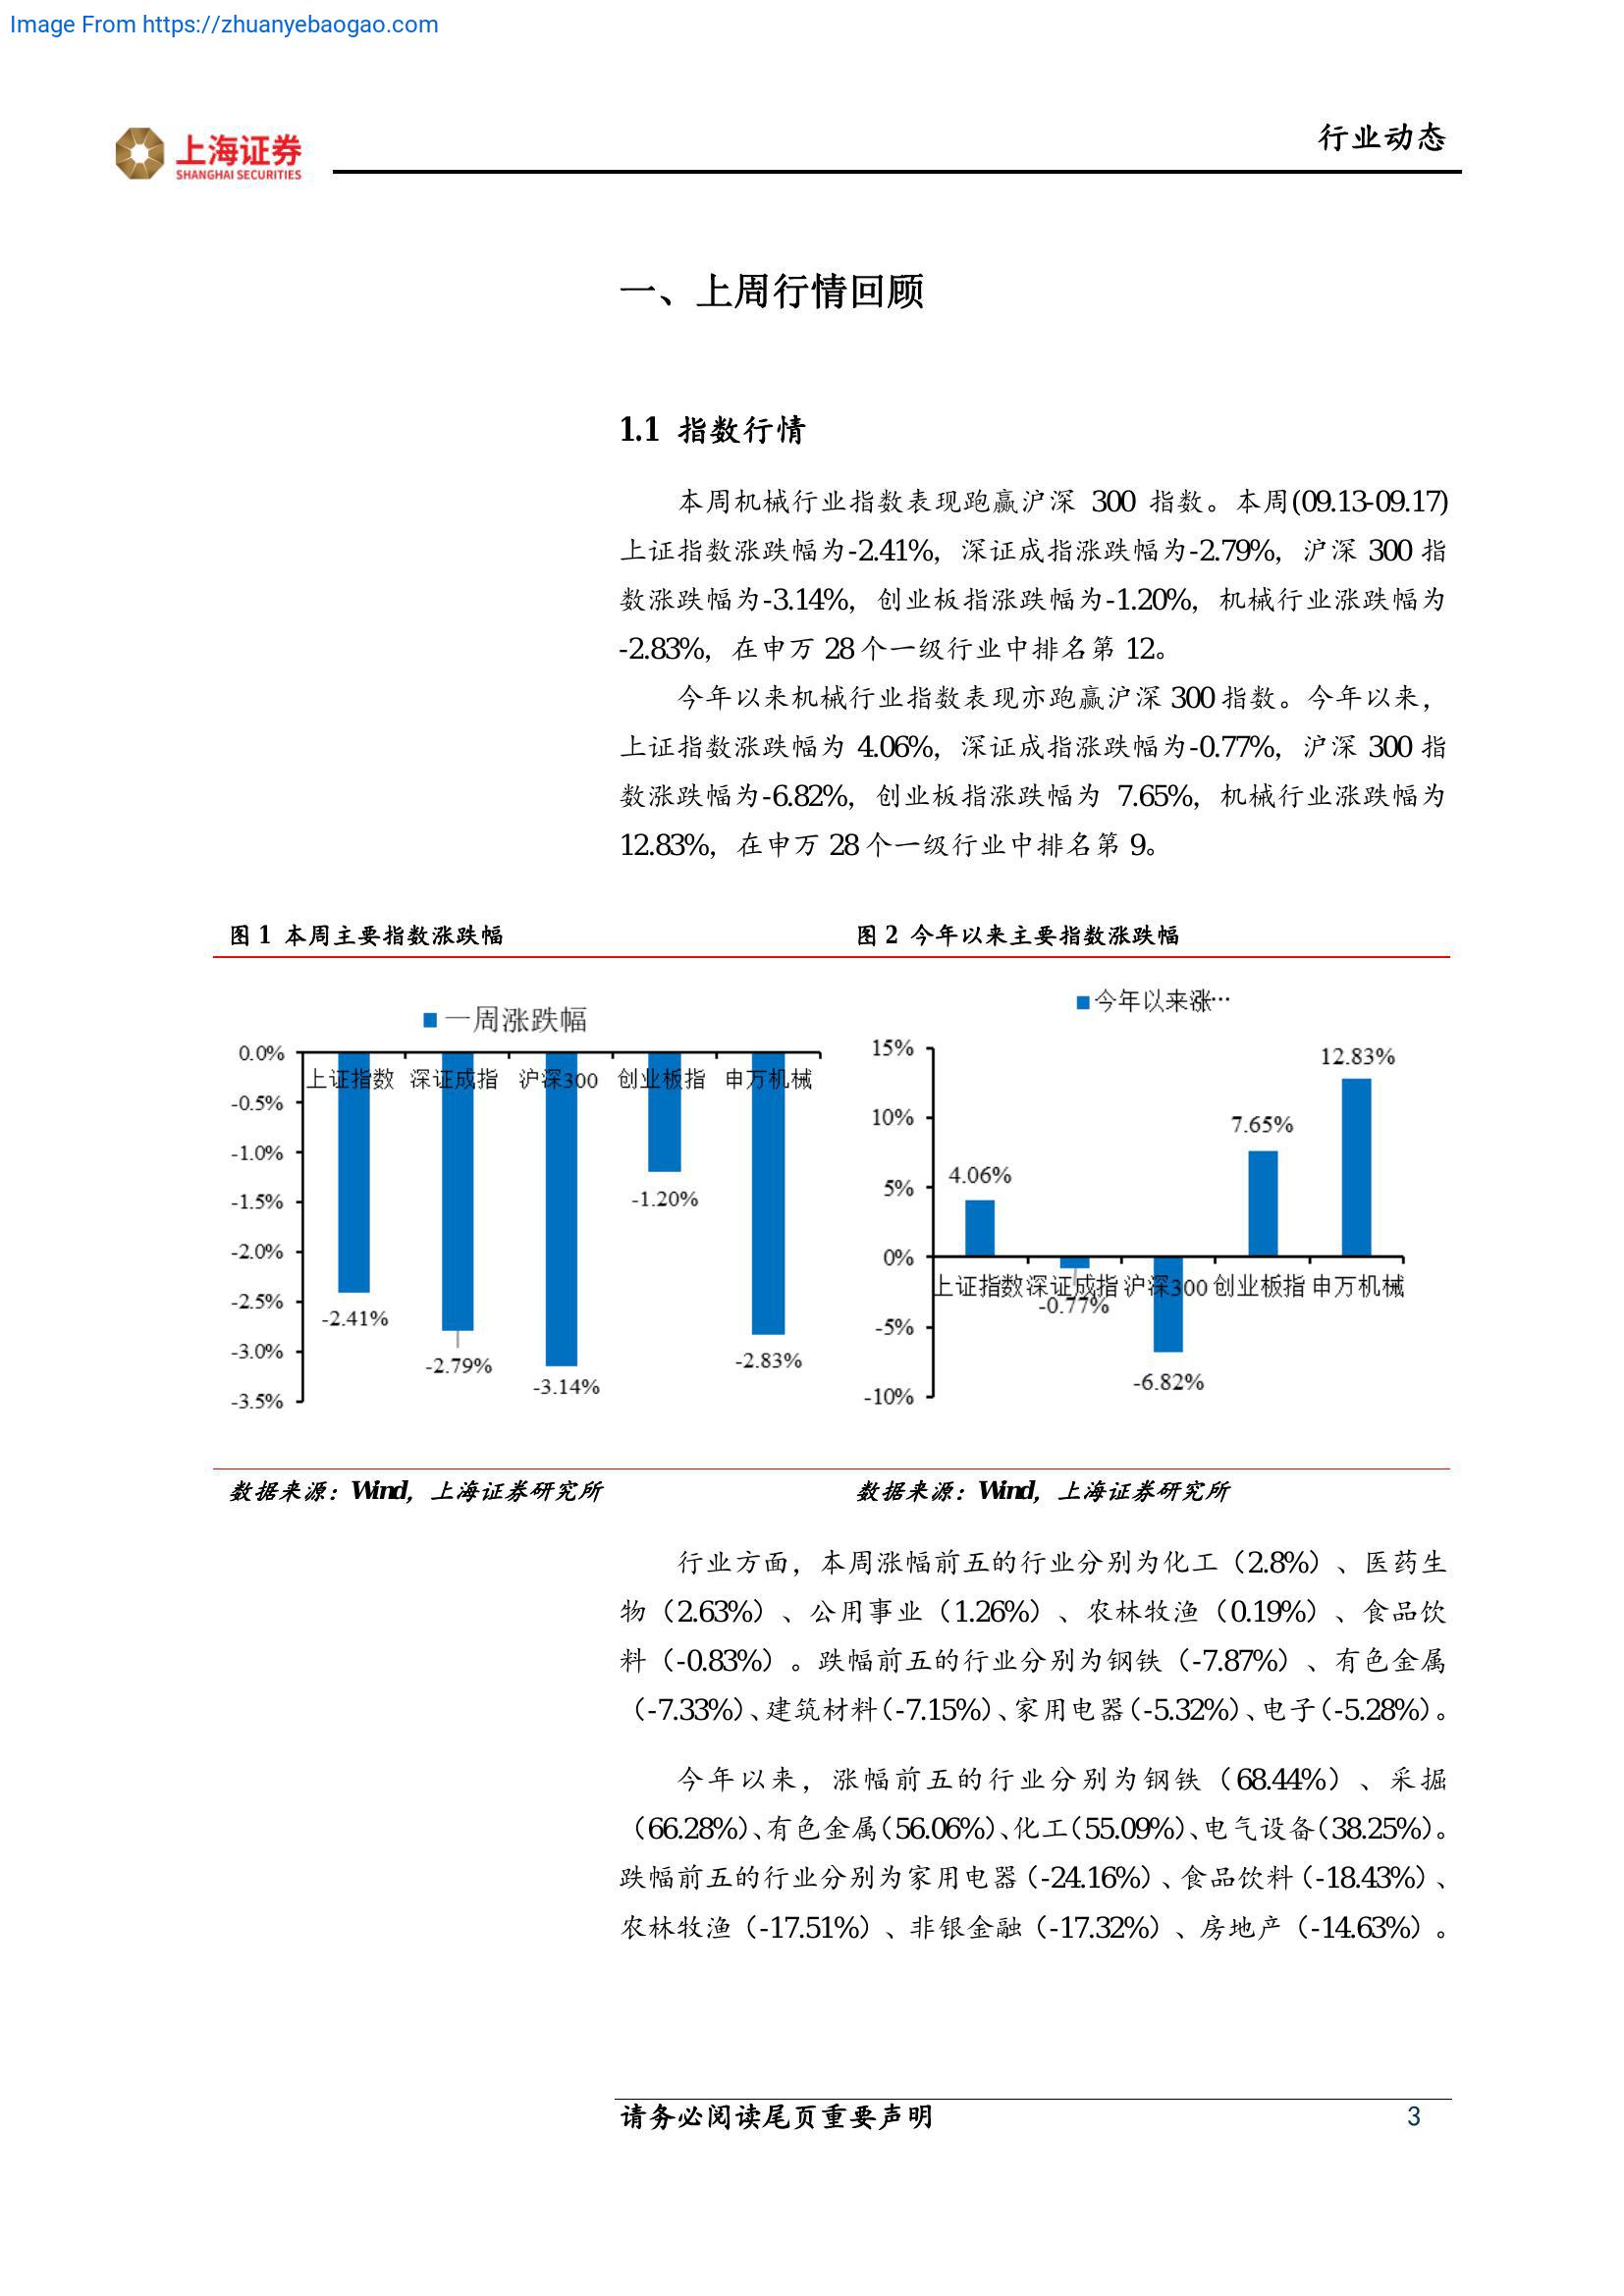 Image From https://zhuanyebaogao.com
上海证券
SHANGHAI SECURITIES
行业动态
一、上周行情回顾
1.1 指数行情
本周机械行业指数表现跑赢沪深 300 指数。本周(09.13-09.17)
上证指数涨跌幅为-2.41%，深证成指涨跌幅为-2.79%，沪深 300 指
数涨跌幅为-3.14%，创业板指涨跌幅为-1.20%，机械行业涨跌幅为
-2.83%，在申万 28 个一级行业中排名第 12。
今年以来机械行业指数表现亦跑赢沪深 300 指数。今年以来，
上证指数涨跌幅为 4.06%，深证成指涨跌幅为-0.77%，沪深 300 指
数涨跌幅为-6.82%，创业板指涨跌幅为 7.65%，机械行业涨跌幅为
12.83%，在申万 28 个一级行业中排名第 9。
图 1 本周主要指数涨跌幅
一周涨跌幅
0.0%
-0.5%
-1.0%
-1.5%
-2.0%
-2.5%
-3.0%
-3.5%
上证指数 深证成指 沪深300 创业板指 申万机械
-2.41%
-2.79%
-3.14%
-1.20%
-2.83%
数据来源：Wind，上海证券研究所
图 2 今年以来主要指数涨跌幅
今年以来涨…
15%
10%
5%
0%
-5%
-10%
上证指数 深证成指 沪深300 创业板指 申万机械
4.06%
-0.77%
-6.82%
7.65%
12.83%
数据来源：Wind，上海证券研究所
行业方面，本周涨幅前五的行业分别为化工（2.8%）、医药生
物（2.63%）、公用事业（1.26%）、农林牧渔（0.19%）、食品饮
料（-0.83%）。跌幅前五的行业分别为钢铁（-7.87%）、有色金属
（-7.33%）、建筑材料（-7.15%）、家用电器（-5.32%）、电子（-5.28%）。
今年以来，涨幅前五的行业分别为钢铁（68.44%）、采掘
（66.28%）、有色金属（56.06%）、化工（55.09%）、电气设备（38.25%）。
跌幅前五的行业分别为家用电器（-24.16%）、食品饮料（-18.43%）、
农林牧渔（-17.51%）、非银金融（-17.32%）、房地产（-14.63%）。
请务必阅读尾页重要声明
3